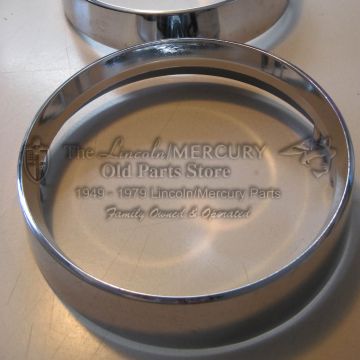 The Lincoln/MERCURY
Old Parts Store
1949 - 1979 Lincoln/Mercury Parts
Family Owned & Operated